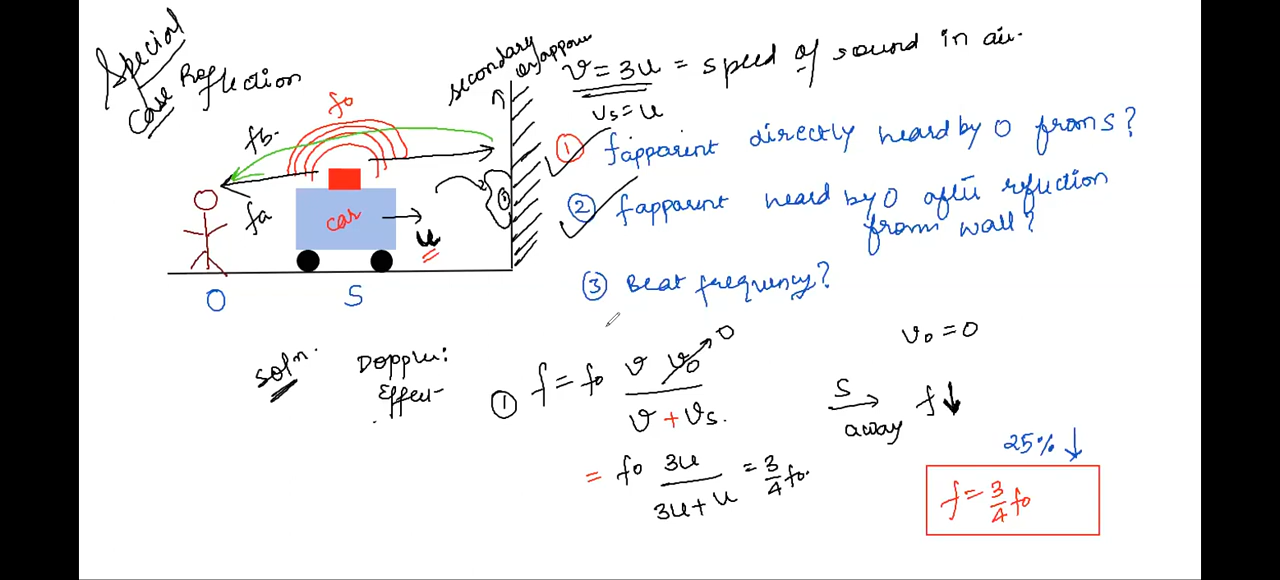 Special
Case Reflection
secondary
v = 3u = speed of sound in air.
vs = u
① fapparent directly heard by O from S?
② fapparent heard by O after reflection
from wall?
③ Beat frequency?
fo
fb
fa
car
u
O S
Soln. Doppler:
Effect
① f = fo v vo → 0
v + vs.
= fo 3u = 3/4 fo.
3u + u
vo = 0
S f↓
away
25% ↓
f = 3/4 fo